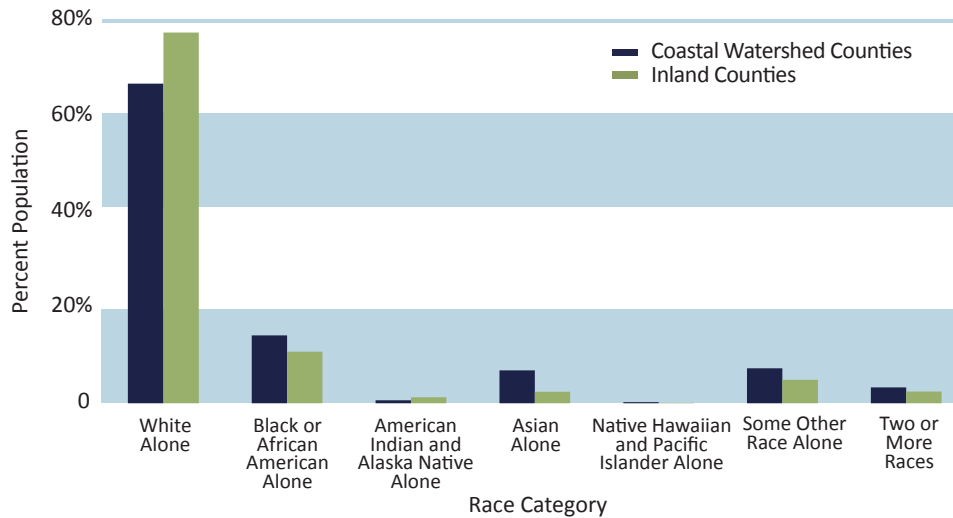 80%
60%
40%
20%
0
Percent Population
Coastal Watershed Counties
Inland Counties
White
Alone
Black or
African
American
Alone
American
Indian and
Alaska Native
Alone
Asian
Alone
Native Hawaiian
and Pacific
Islander Alone
Some Other
Race Alone
Two or
More
Races
Race Category